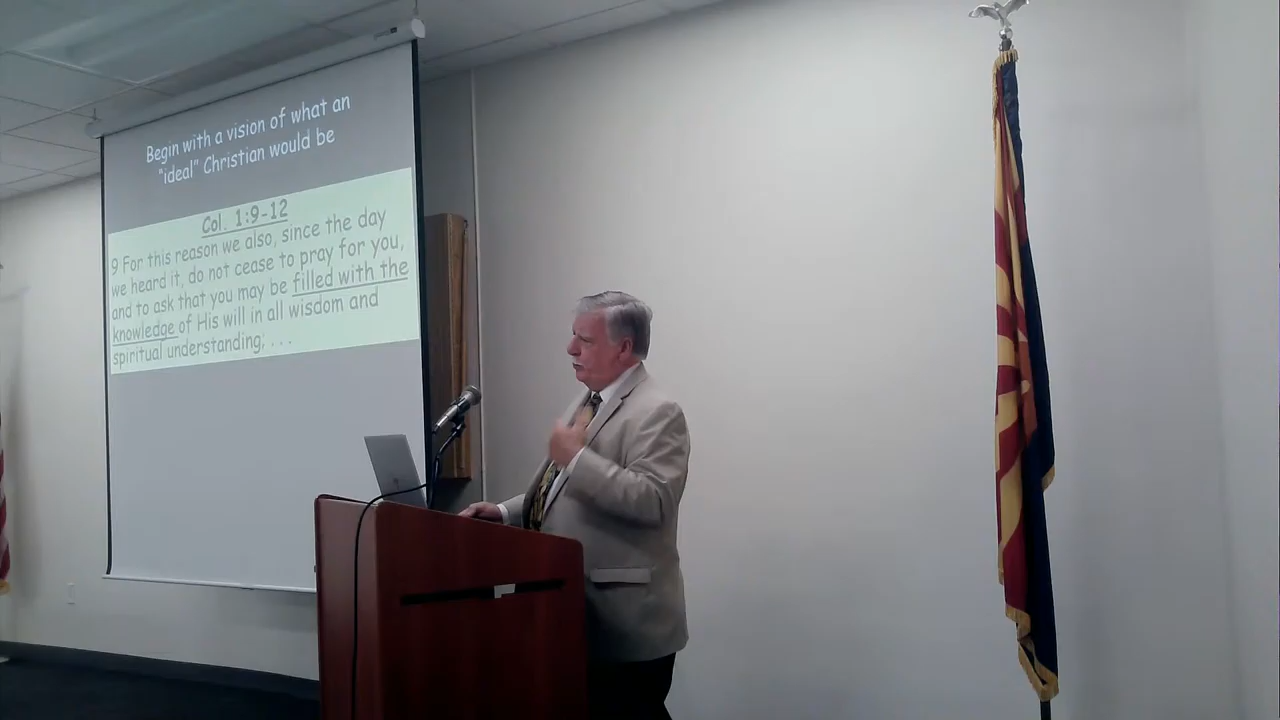 Begin with a vision of what an
"ideal" Christian would be
Col. 1:9-12
9 For this reason we also, since the day
we heard it, do not cease to pray for you,
and to ask that you may be filled with the
knowledge of His will in all wisdom and
spiritual understanding; . . .